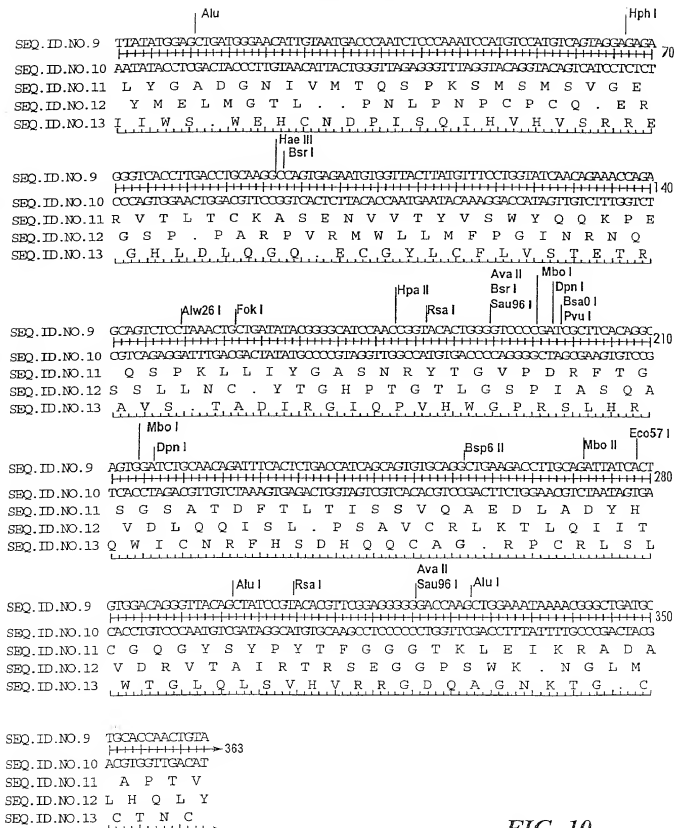 Alu Hph I
SEQ.ID.NO.9 TTATATGGAGCTGATGGGAACATTGTAATGACCCAATCTCCCAAATCCATGTCCATGTCAGTAGGAGAGA
70
SEQ.ID.NO.10 AATATACCTCGACTACCCTTGTAACATTACTGGGTTAGAGGGTTTAGGTACAGGTACAGTCATCCTCTCT
SEQ.ID.NO.11 L Y G A D G N I V M T Q S P K S M S M S V G E
SEQ.ID.NO.12 Y M E L M G T L . . P N L P N P C P C Q . E R
SEQ.ID.NO.13 I I W S . W E H C N D P I S Q I H V H V S R R E
Hae III
Bsr I
SEQ.ID.NO.9 GGGTCACCTTGACCTGCAAGGCCAGTGAGAATGTGGTTACTTATGTTTCCTGGTATCAACAGAAACCAGA
140
SEQ.ID.NO.10 CCCAGTGGAACTGGACGTTCCGGTCACTCTTACACCAATGAATACAAAGGACCATAGTTGTCTTTGGTCT
SEQ.ID.NO.11 R V T L T C K A S E N V V T Y V S W Y Q Q K P E
SEQ.ID.NO.12 G S P . P A R P V R M W L L M F P G I N R N Q
SEQ.ID.NO.13 G H L D L Q G Q . E C G Y L C F L V S T E T R
Ava II Mbo I
Hpa II Bsr I Dpn I
Alw26 I Fok I Rsa I Sau96 I Bsa0 I
Pvu I
SEQ.ID.NO.9 GCAGTCTCCTAAACTGCTGATATACGGGGCATCCAACCGGTACACTGGGGTCCCCGATCGCTTCACAGGC
210
SEQ.ID.NO.10 CGTCAGAGGATTTGACGACTATATGCCCCGTAGGTTGGCCATGTGACCCCAGGGGCTAGCGAAGTGTCCG
SEQ.ID.NO.11 Q S P K L L I Y G A S N R Y T G V P D R F T G
SEQ.ID.NO.12 S S L L N C . Y T G H P T G T L G S P I A S Q A
SEQ.ID.NO.13 A V S . T A D I R G I Q P V H W G P R S L H R
Mbo I
Dpn I Bsp6 II Mbo II Eco57 I
SEQ.ID.NO.9 AGTGGATCTGCAACAGATTTCACTCTGACCATCAGCAGTGTGCAGGCTGAAGACCTTGCAGATTATCACT
280
SEQ.ID.NO.10 TCACCTAGACGTTGTCTAAAGTGAGACTGGTAGTCGTCACACGTCCGACTTCTGGAACGTCTAATAGTGA
SEQ.ID.NO.11 S G S A T D F T L T I S S V Q A E D L A D Y H
SEQ.ID.NO.12 V D L Q Q I S L . P S A V C R L K T L Q I I T
SEQ.ID.NO.13 Q W I C N R F H S D H Q Q C A G . R P C R L S L
Alu I Rsa I Ava II
Sau96 I Alu I
SEQ.ID.NO.9 GTGGACAGGGTTACAGCTATCCGTACACGTTCGGAGGGGGGACCAAGCTGGAAATAAAACGGGCTGATGC
350
SEQ.ID.NO.10 CACCTGTCCCAATGTCGATAGGCATGTGCAAGCCTCCCCCCTGGTTCGACCTTTATTTTGCCCGACTACG
SEQ.ID.NO.11 C G Q G Y S Y P Y T F G G G T K L E I K R A D A
SEQ.ID.NO.12 V D R V T A I R T R S E G G P S W K . N G L M
SEQ.ID.NO.13 W T G L Q L S V H V R R G D Q A G N K T G . C
SEQ.ID.NO.9 TGCACCAACTGTA
363
SEQ.ID.NO.10 ACGTGGTTGACAT
SEQ.ID.NO.11 A P T V
SEQ.ID.NO.12 L H Q L Y
SEQ.ID.NO.13 C T N C
FIG. 10